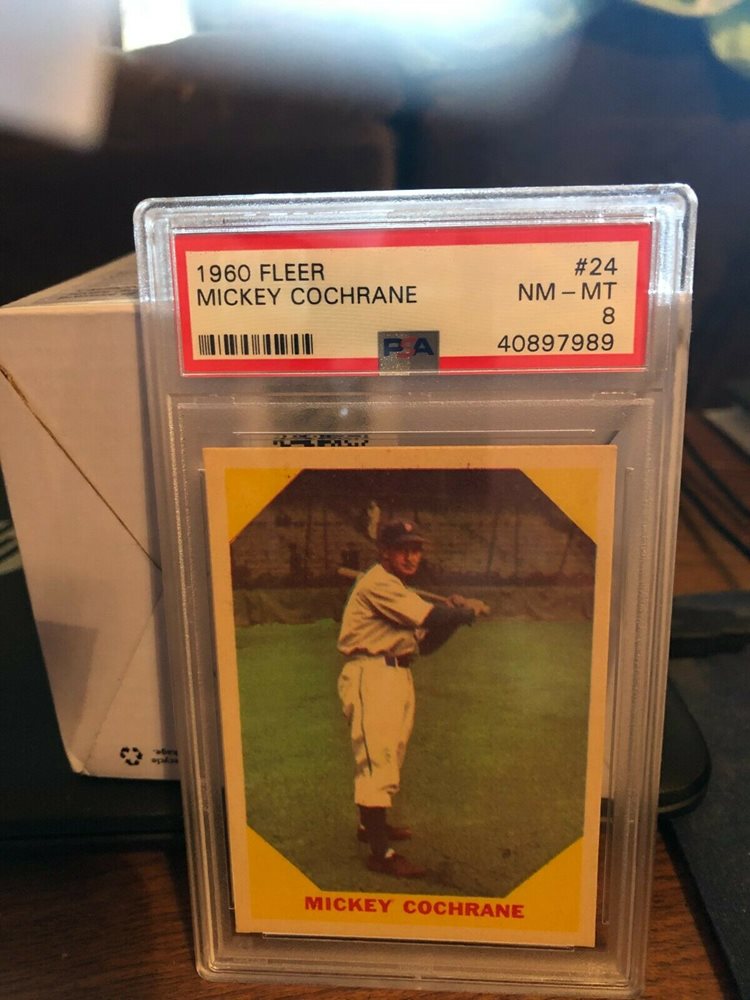 1960 FLEER
#24
MICKEY COCHRANE
NM - MT
8
PSA
40897989
MICKEY COCHRANE